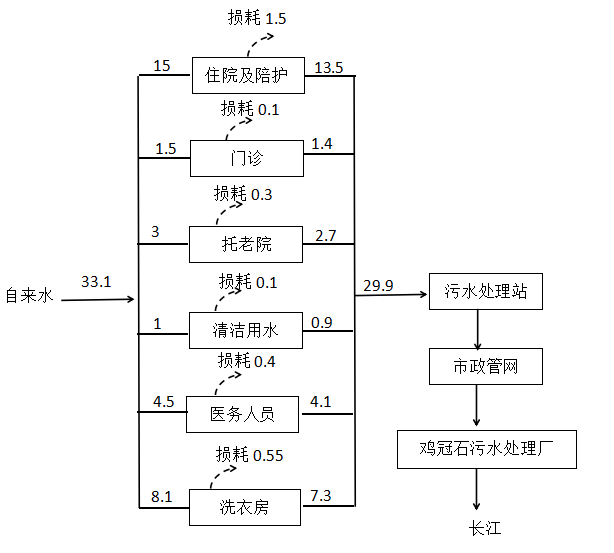 损耗 1.5
15
住院及陪护
13.5
损耗 0.1
1.5
门诊
1.4
损耗 0.3
3
托老院
2.7
自来水
33.1
损耗 0.1
1
清洁用水
0.9
29.9
污水处理站
损耗 0.4
4.5
医务人员
4.1
市政管网
损耗 0.55
8.1
洗衣房
7.3
鸡冠石污水处理厂
长江